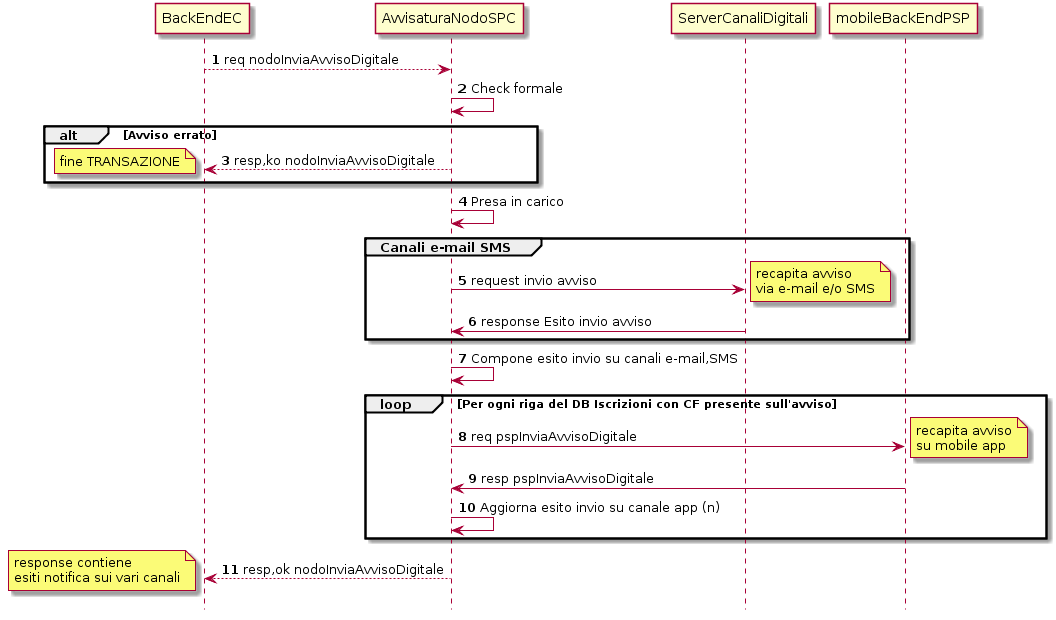 BackEndEC
AvvisaturaNodoSPC
ServerCanaliDigitali
mobileBackEndPSP
1 req nodoInviaAvvisoDigitale
2 Check formale
alt [Avviso errato]
fine TRANSAZIONE
3 resp,ko nodoInviaAvvisoDigitale
4 Presa in carico
Canali e-mail SMS
5 request invio avviso
recapita avviso
via e-mail e/o SMS
6 response Esito invio avviso
7 Compone esito invio su canali e-mail,SMS
loop [Per ogni riga del DB Iscrizioni con CF presente sull'avviso]
8 req pspInviaAvvisoDigitale
recapita avviso
su mobile app
9 resp pspInviaAvvisoDigitale
10 Aggiorna esito invio su canale app (n)
response contiene
esiti notifica sui vari canali
11 resp,ok nodoInviaAvvisoDigitale